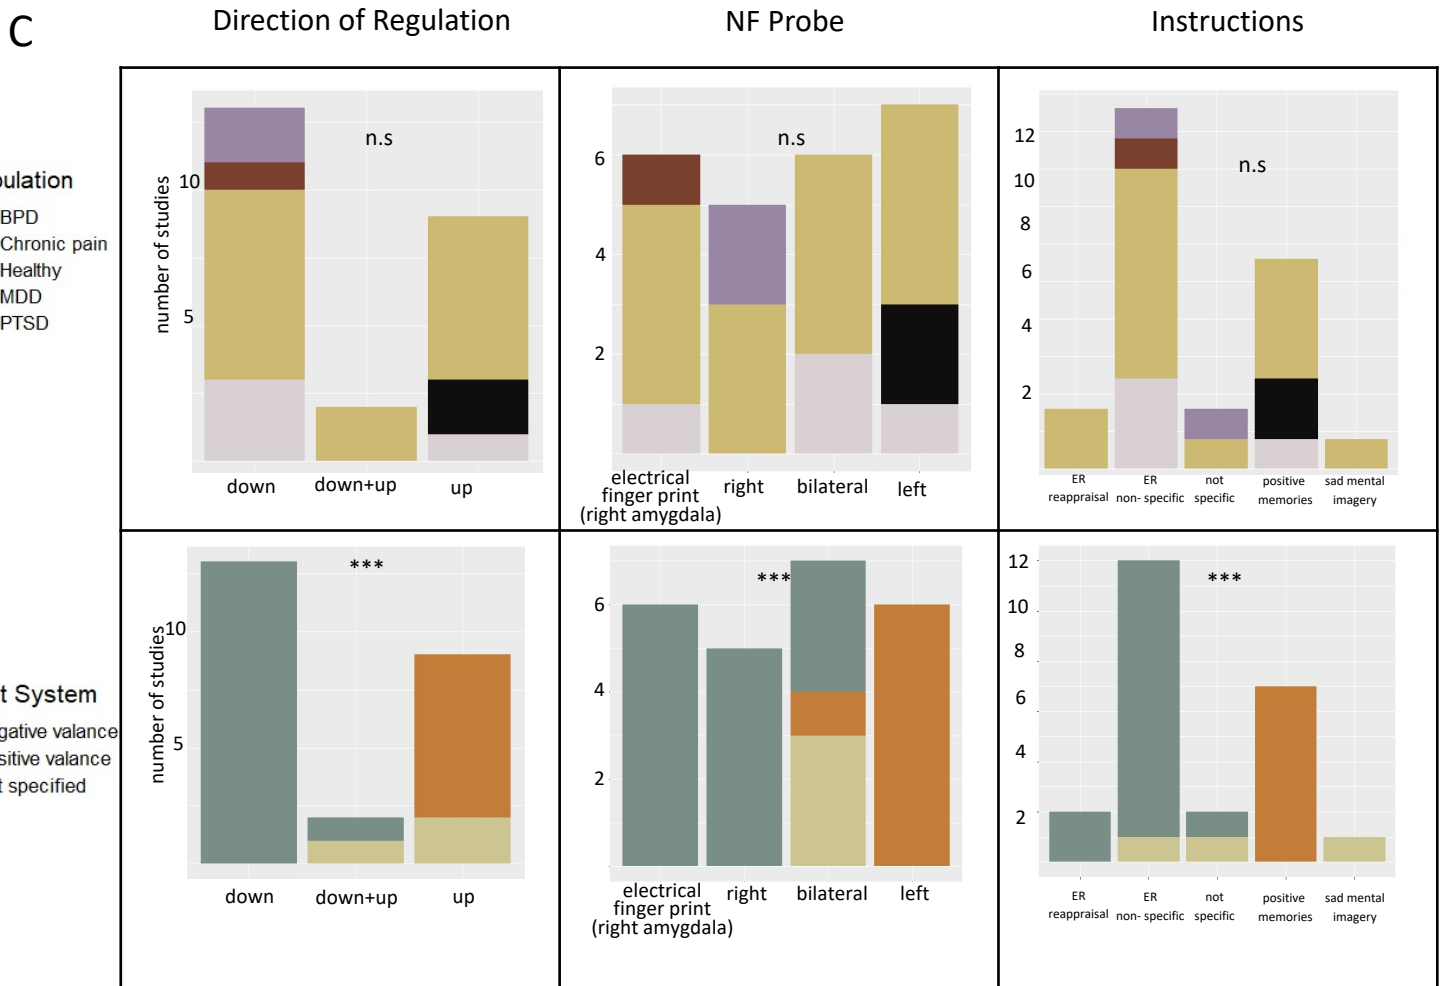 C
Direction of Regulation
NF Probe
Instructions
BPD
Chronic pain
Healthy
MDD
PTSD
number of studies
10
5
n.s
down
down+up
up
6
4
2
n.s
electrical
finger print
(right amygdala)
right
bilateral
left
12
10
8
6
4
2
n.s
ER
reappraisal
ER
non- specific
not
specific
positive
memories
sad mental
imagery
System
valance
valance
specified
number of studies
10
5
***
down
down+up
up
6
4
2
***
electrical
finger print
(right amygdala)
right
bilateral
left
12
10
8
6
4
2
***
ER
reappraisal
ER
non- specific
not
specific
positive
memories
sad mental
imagery